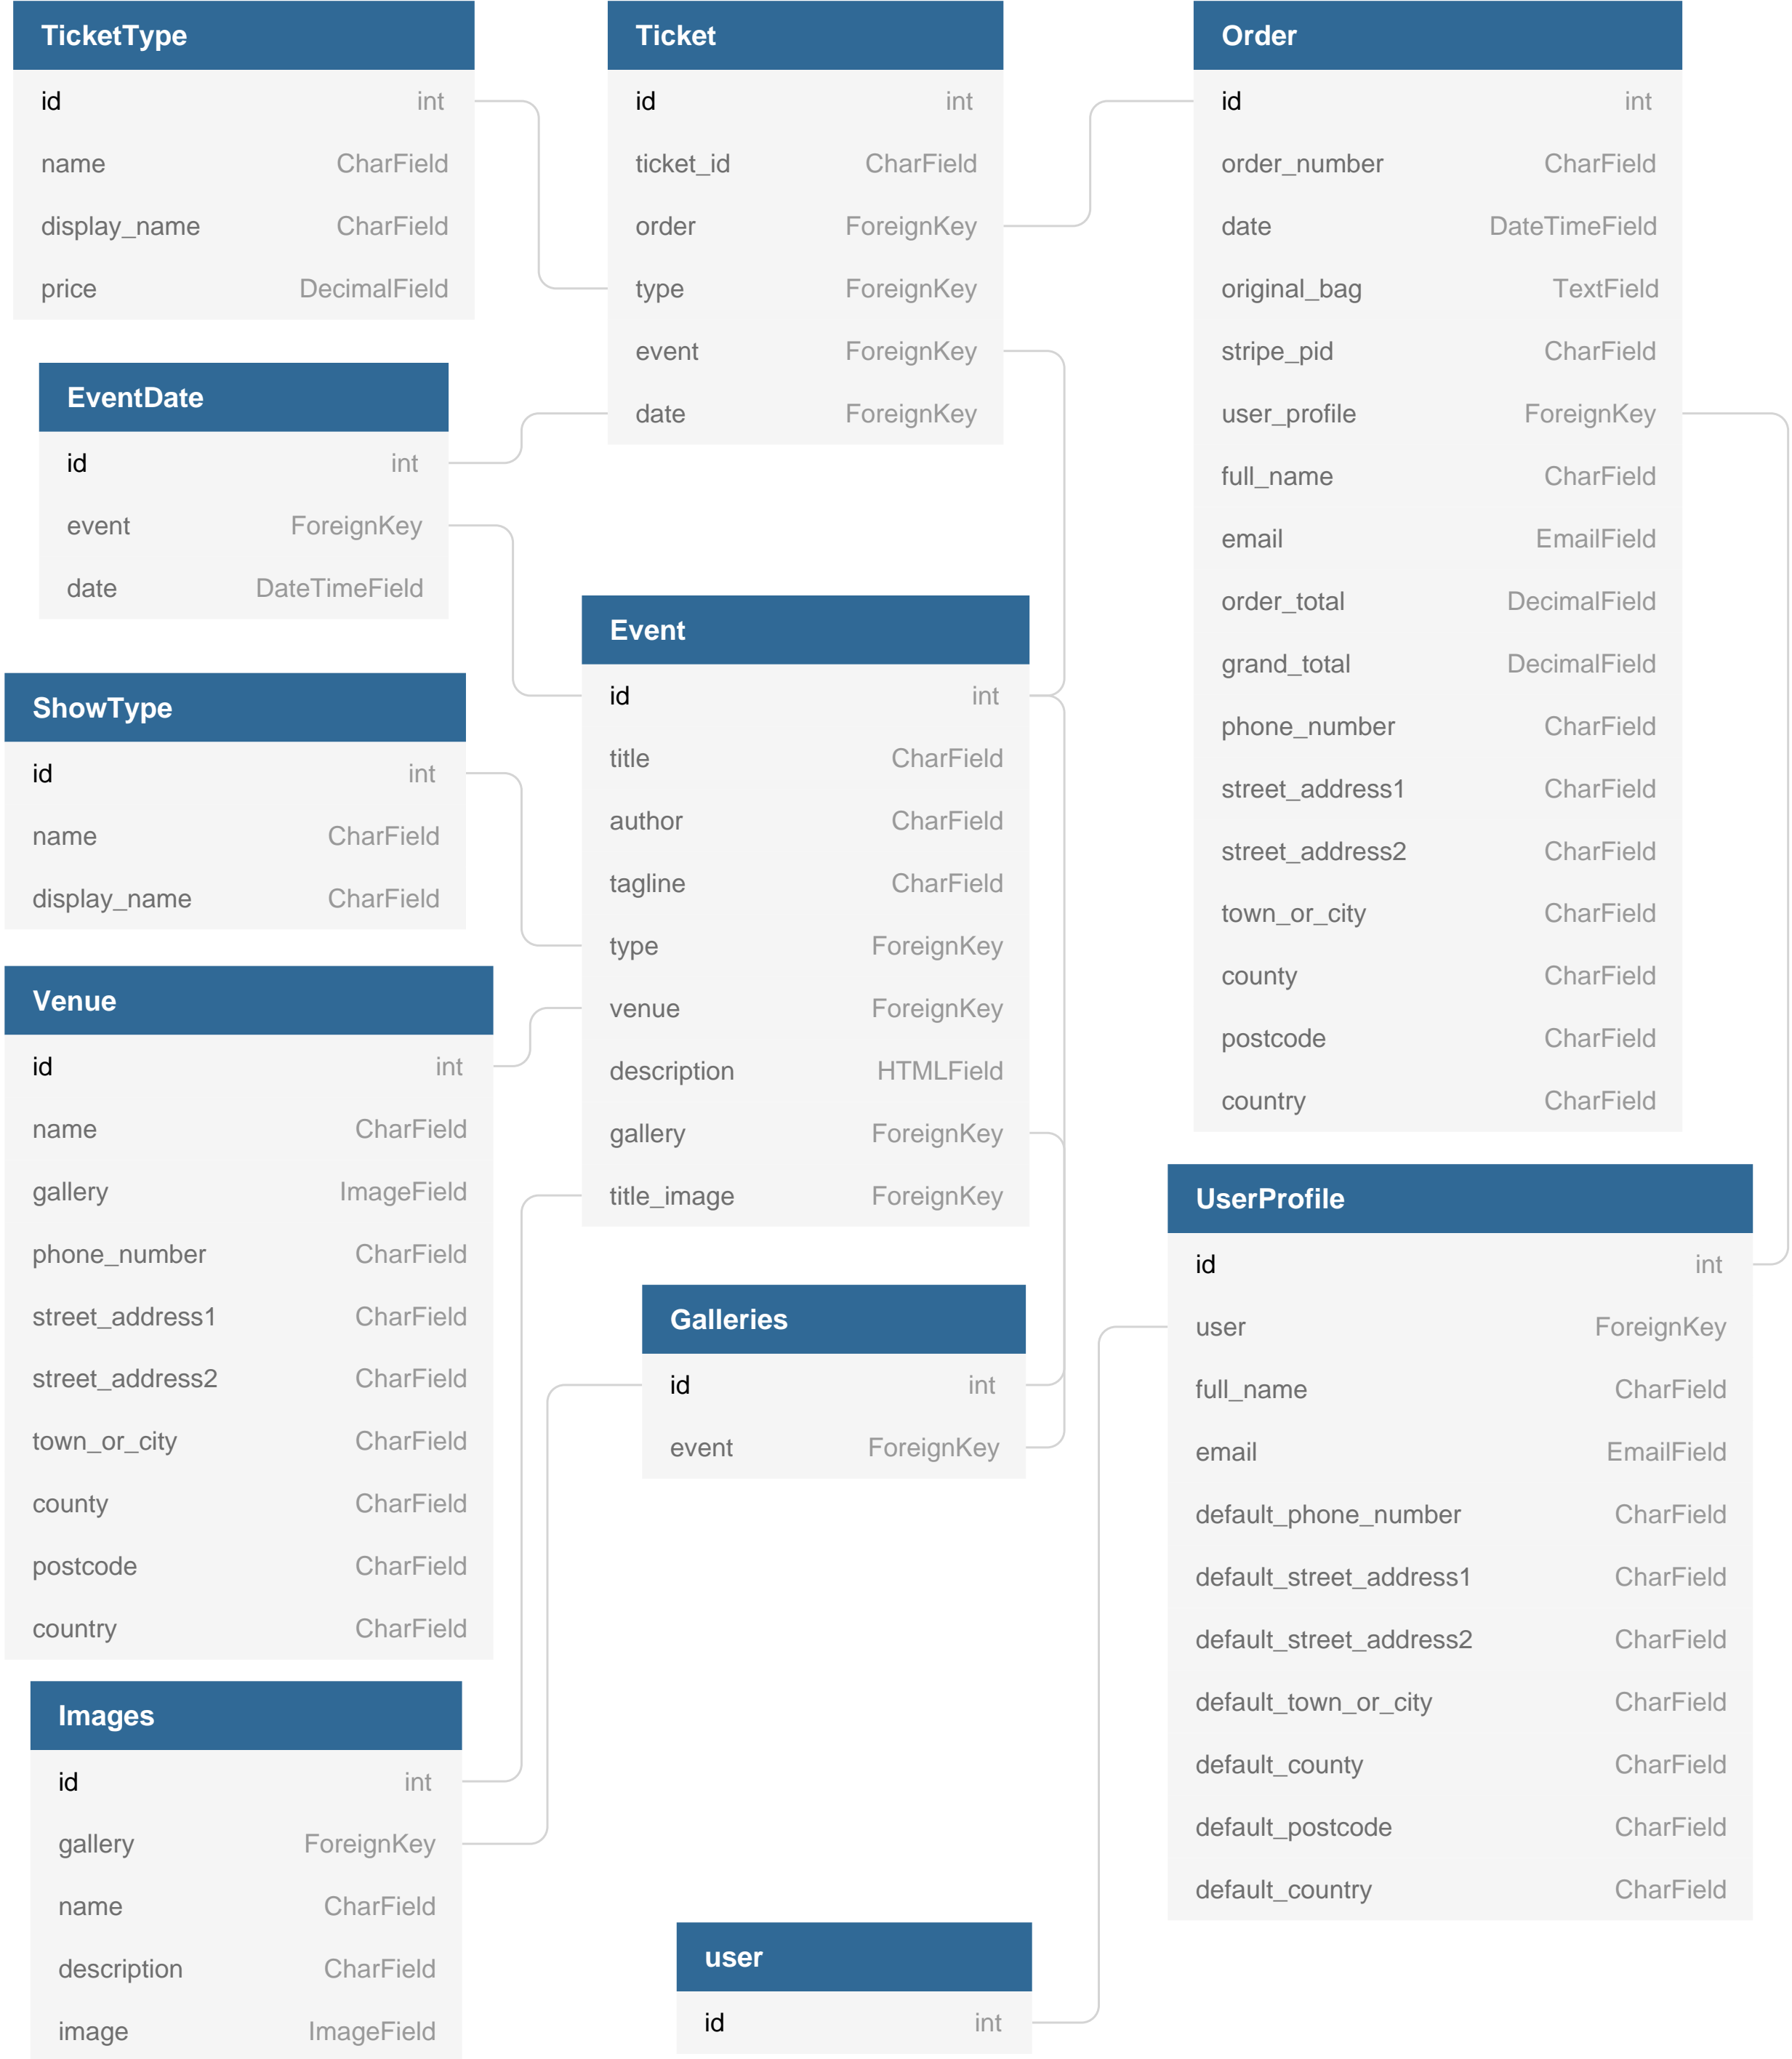 TicketType
id int
name CharField
display_name CharField
price DecimalField
Ticket
id int
ticket_id CharField
order ForeignKey
type ForeignKey
event ForeignKey
date ForeignKey
Order
id int
order_number CharField
date DateTimeField
original_bag TextField
stripe_pid CharField
user_profile ForeignKey
full_name CharField
email EmailField
order_total DecimalField
grand_total DecimalField
phone_number CharField
street_address1 CharField
street_address2 CharField
town_or_city CharField
county CharField
postcode CharField
country CharField
EventDate
id int
event ForeignKey
date DateTimeField
Event
id int
title CharField
author CharField
tagline CharField
type ForeignKey
venue ForeignKey
description HTMLField
gallery ForeignKey
title_image ForeignKey
ShowType
id int
name CharField
display_name CharField
Venue
id int
name CharField
gallery ImageField
phone_number CharField
street_address1 CharField
street_address2 CharField
town_or_city CharField
county CharField
postcode CharField
country CharField
UserProfile
id int
user ForeignKey
full_name CharField
email EmailField
default_phone_number CharField
default_street_address1 CharField
default_street_address2 CharField
default_town_or_city CharField
default_county CharField
default_postcode CharField
default_country CharField
Galleries
id int
event ForeignKey
Images
id int
gallery ForeignKey
name CharField
description CharField
image ImageField
user
id int